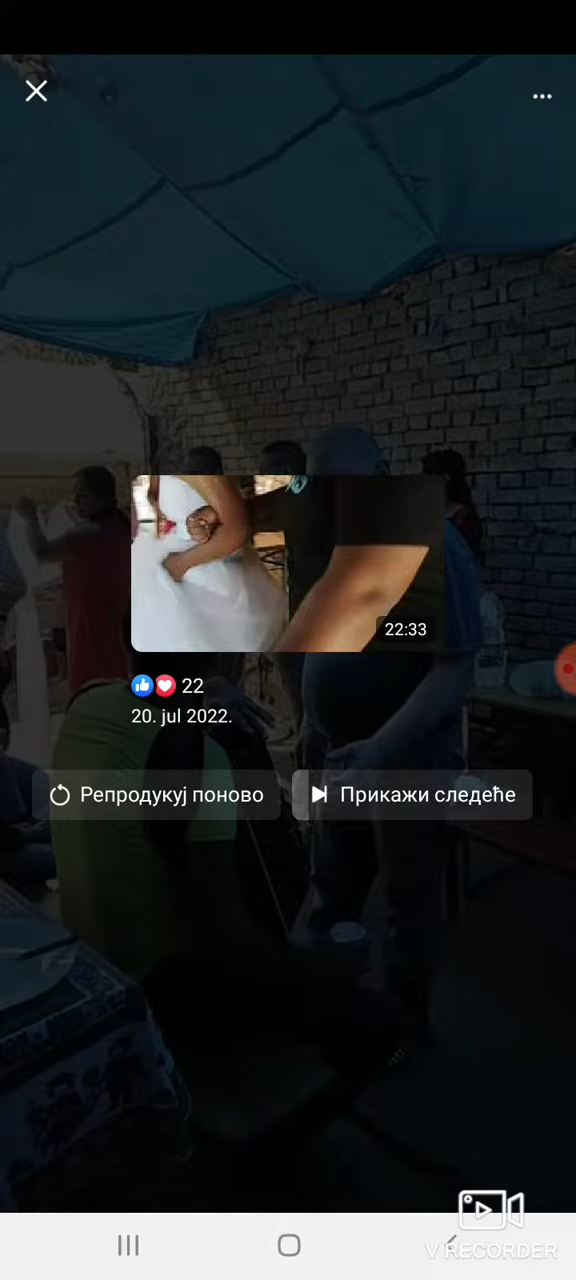 22:33
22
20. jul 2022.
Репродукуј поново
Прикажи следеће
V RECORDER